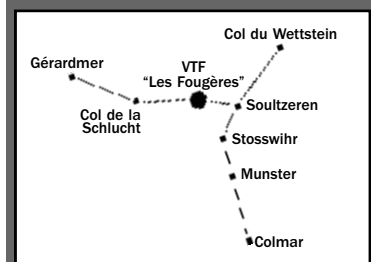 Col du Wettstein
Gérardmer
VTF
“Les Fougères”
Col de la
Schlucht
Soultzeren
Stosswihr
Munster
Colmar